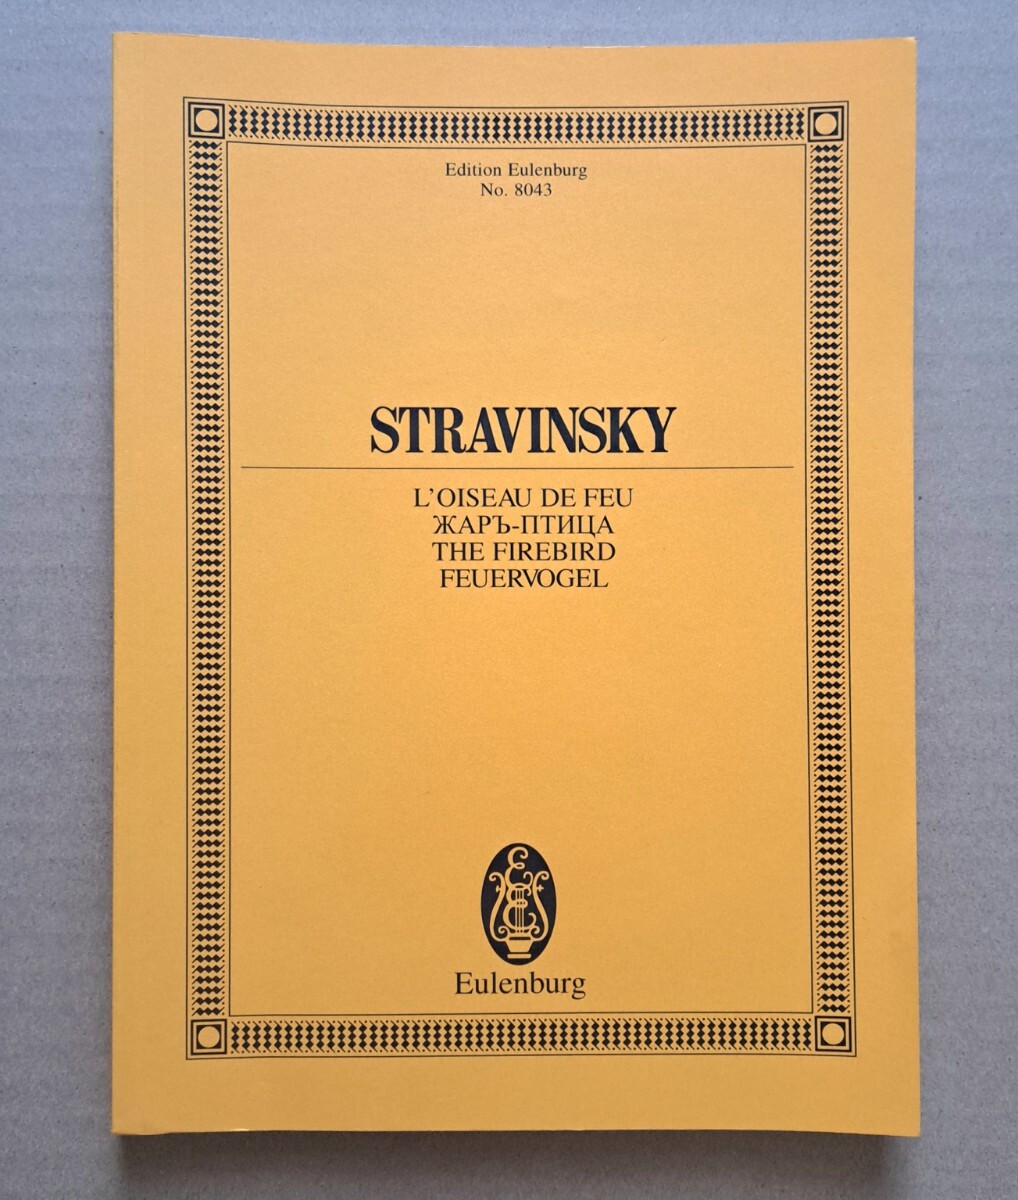 Edition Eulenburg
No. 8043
STRAVINSKY
L'OISEAU DE FEU
ЖАРЪ-ПТИЦА
THE FIREBIRD
FEUERVOGEL
Eulenburg